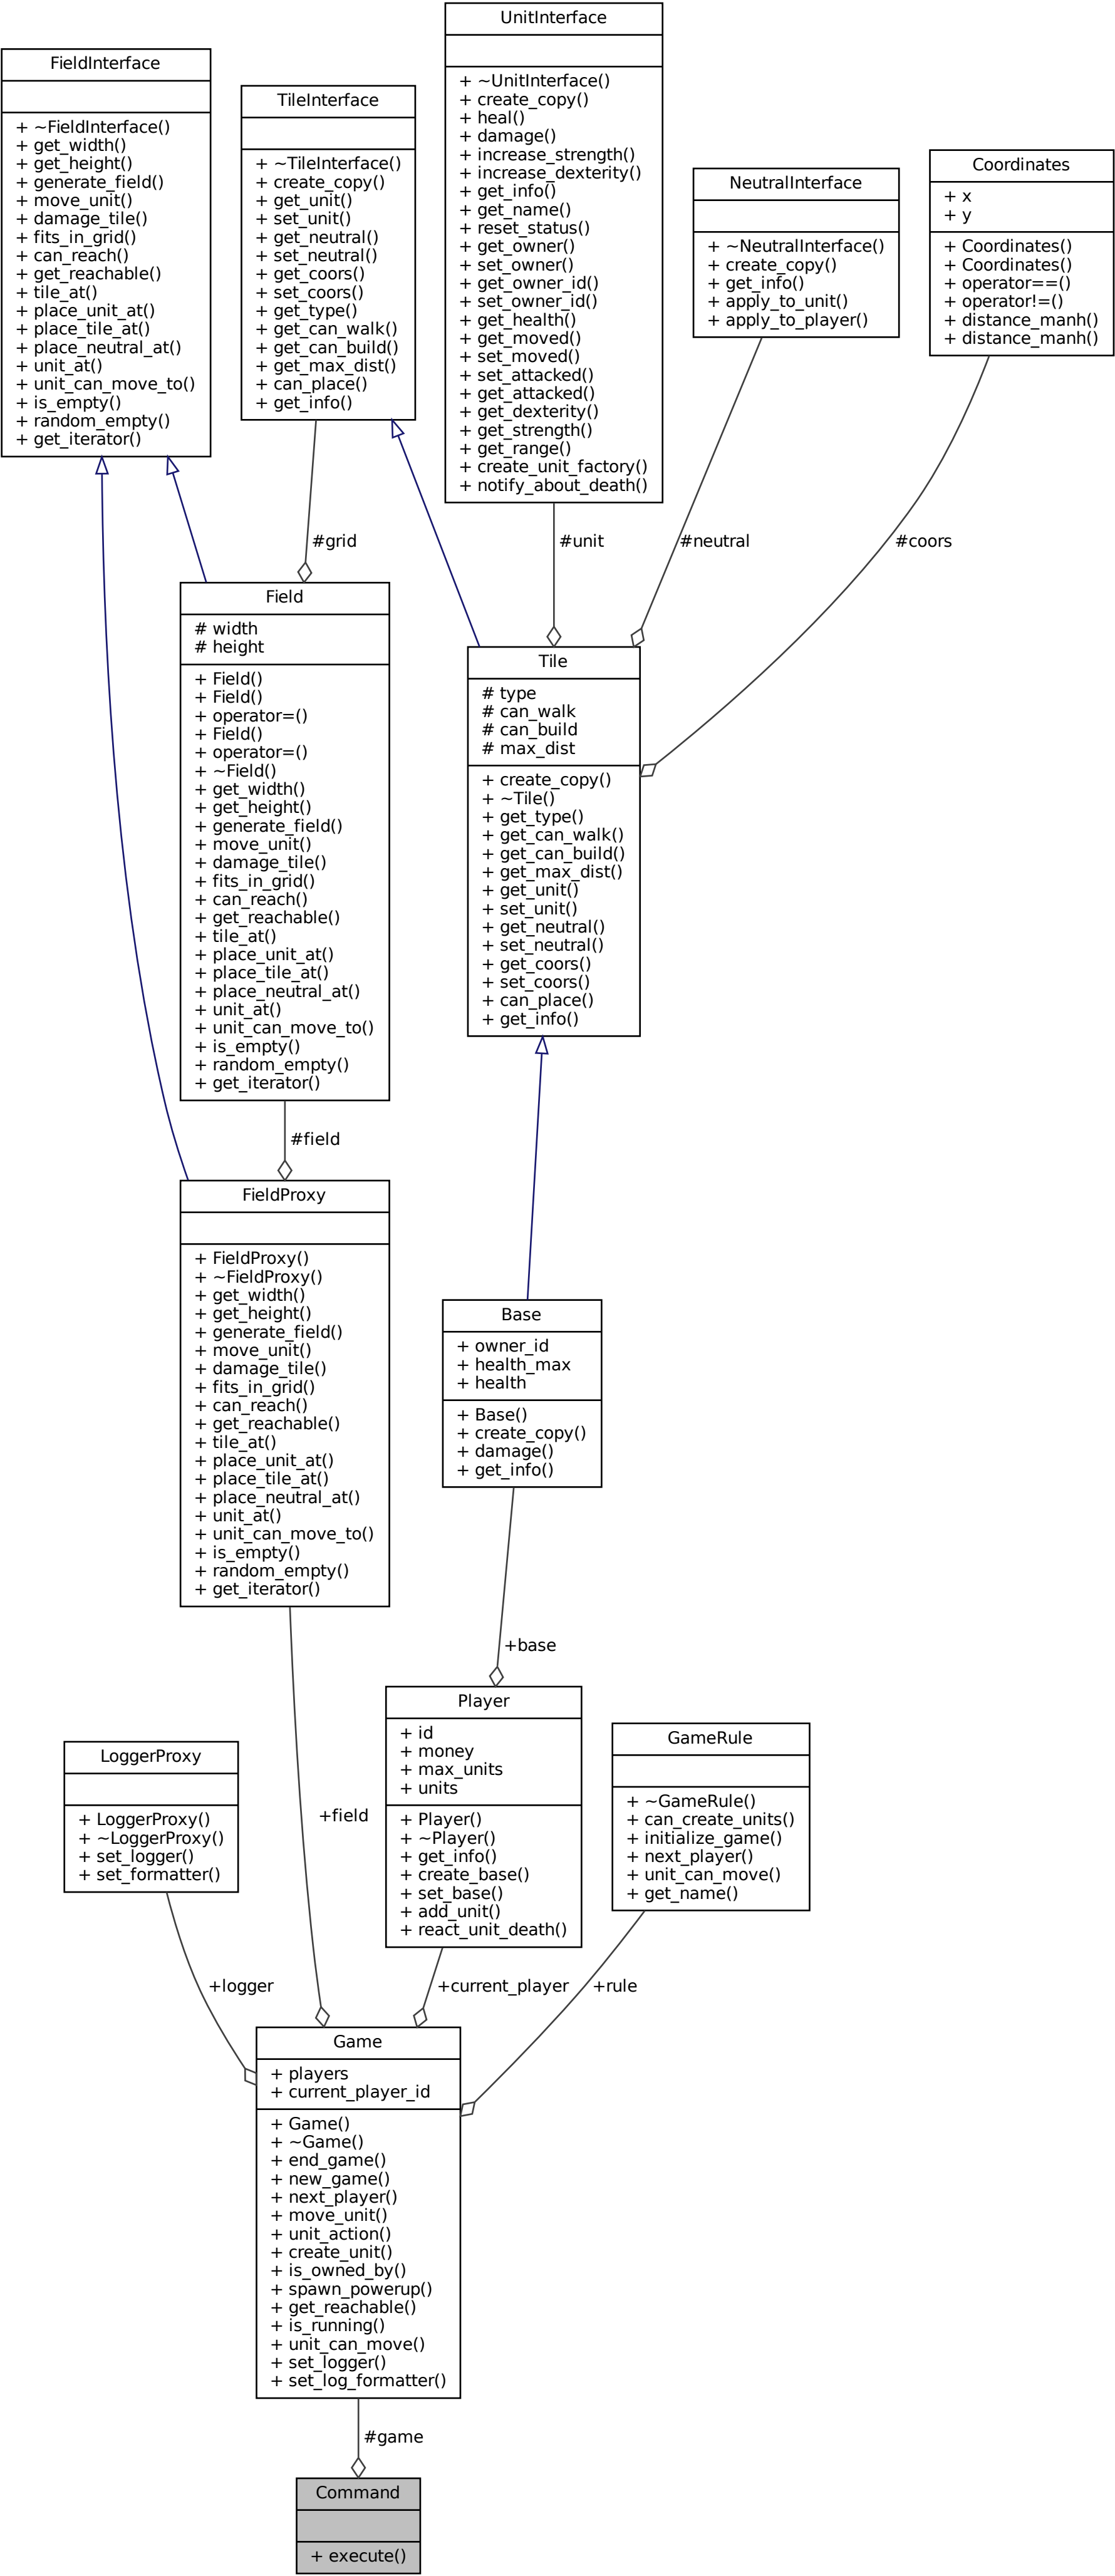 UnitInterface
+ ~UnitInterface()
+ create_copy()
+ heal()
+ damage()
+ increase_strength()
+ increase_dexterity()
+ get_info()
+ get_name()
+ reset_status()
+ get_owner()
+ set_owner()
+ get_owner_id()
+ set_owner_id()
+ get_health()
+ get_moved()
+ set_moved()
+ set_attacked()
+ get_attacked()
+ get_dexterity()
+ get_strength()
+ get_range()
+ create_unit_factory()
+ notify_about_death()
FieldInterface
+ ~FieldInterface()
+ get_width()
+ get_height()
+ generate_field()
+ move_unit()
+ damage_tile()
+ fits_in_grid()
+ can_reach()
+ get_reachable()
+ tile_at()
+ place_unit_at()
+ place_tile_at()
+ place_neutral_at()
+ unit_at()
+ unit_can_move_to()
+ is_empty()
+ random_empty()
+ get_iterator()
TileInterface
+ ~TileInterface()
+ create_copy()
+ get_unit()
+ set_unit()
+ get_neutral()
+ set_neutral()
+ get_coors()
+ set_coors()
+ get_type()
+ get_can_walk()
+ get_can_build()
+ get_max_dist()
+ can_place()
+ get_info()
NeutralInterface
+ ~NeutralInterface()
+ create_copy()
+ get_info()
+ apply_to_unit()
+ apply_to_player()
Coordinates
+ x
+ y
+ Coordinates()
+ Coordinates()
+ operator==()
+ operator!=()
+ distance_manh()
+ distance_manh()
#grid
#unit
#neutral
#coors
Field
# width
# height
+ Field()
+ Field()
+ operator=()
+ Field()
+ operator=()
+ ~Field()
+ get_width()
+ get_height()
+ generate_field()
+ move_unit()
+ damage_tile()
+ fits_in_grid()
+ can_reach()
+ get_reachable()
+ tile_at()
+ place_unit_at()
+ place_tile_at()
+ place_neutral_at()
+ unit_at()
+ unit_can_move_to()
+ is_empty()
+ random_empty()
+ get_iterator()
Tile
# type
# can_walk
# can_build
# max_dist
+ create_copy()
+ ~Tile()
+ get_type()
+ get_can_walk()
+ get_can_build()
+ get_max_dist()
+ get_unit()
+ set_unit()
+ get_neutral()
+ set_neutral()
+ get_coors()
+ set_coors()
+ can_place()
+ get_info()
#field
FieldProxy
+ FieldProxy()
+ ~FieldProxy()
+ get_width()
+ get_height()
+ generate_field()
+ move_unit()
+ damage_tile()
+ fits_in_grid()
+ can_reach()
+ get_reachable()
+ tile_at()
+ place_unit_at()
+ place_tile_at()
+ place_neutral_at()
+ unit_at()
+ unit_can_move_to()
+ is_empty()
+ random_empty()
+ get_iterator()
Base
+ owner_id
+ health_max
+ health
+ Base()
+ create_copy()
+ damage()
+ get_info()
+base
Player
+ id
+ money
+ max_units
+ units
+ Player()
+ ~Player()
+ get_info()
+ create_base()
+ set_base()
+ add_unit()
+ react_unit_death()
GameRule
+ ~GameRule()
+ can_create_units()
+ initialize_game()
+ next_player()
+ unit_can_move()
+ get_name()
LoggerProxy
+ LoggerProxy()
+ ~LoggerProxy()
+ set_logger()
+ set_formatter()
+field
+logger
+current_player
+rule
Game
+ players
+ current_player_id
+ Game()
+ ~Game()
+ end_game()
+ new_game()
+ next_player()
+ move_unit()
+ unit_action()
+ create_unit()
+ is_owned_by()
+ spawn_powerup()
+ get_reachable()
+ is_running()
+ unit_can_move()
+ set_logger()
+ set_log_formatter()
#game
Command
+ execute()